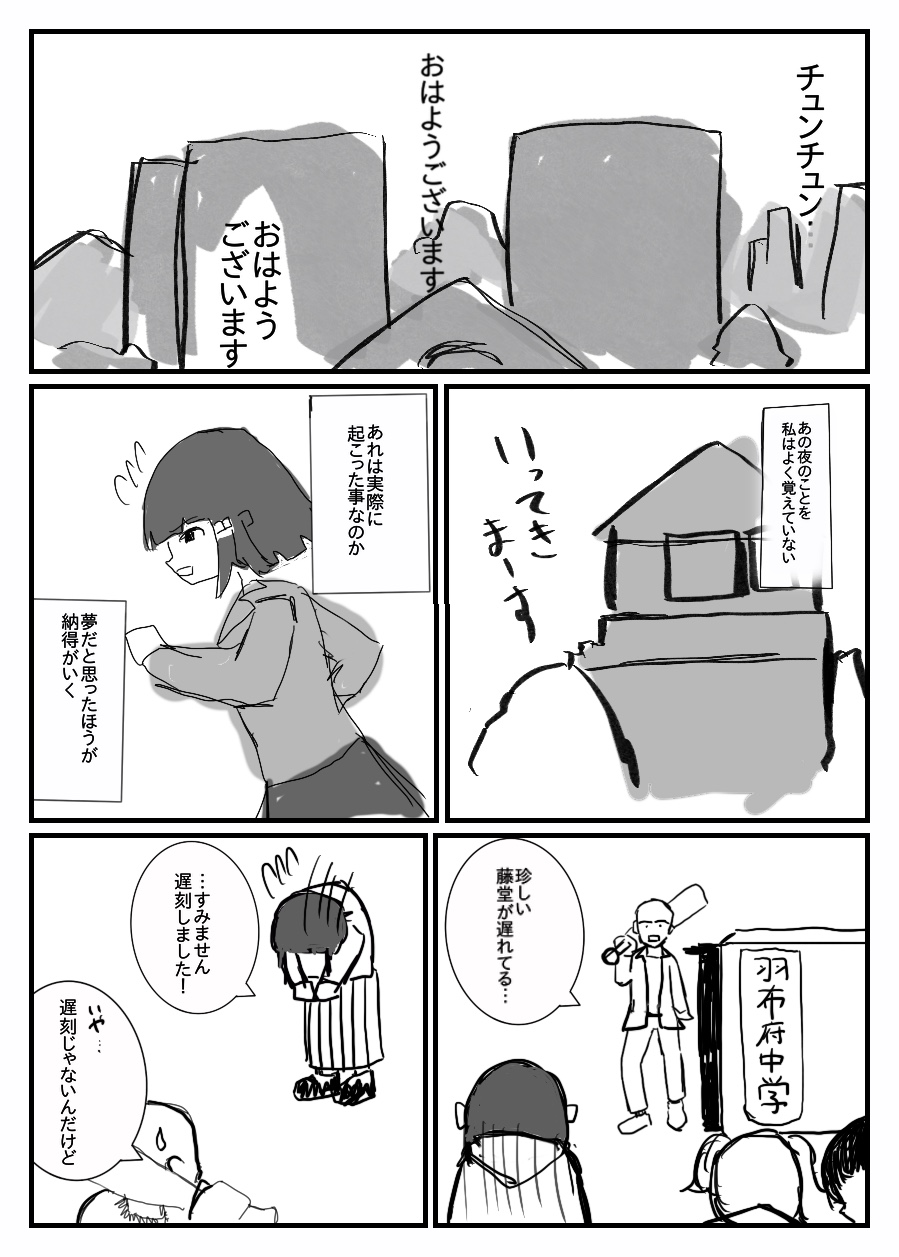 チュンチュン…
おはようございます
おはよう
ございます
あの夜のことを
私はよく覚えていない
いってき
まーす
あれは実際に
起こった事なのか
夢だと思ったほうが
納得がいく
羽布府中学
珍しい
藤堂が遅れてる…
…すみません
遅刻しました！
いや…
遅刻じゃないんだけど